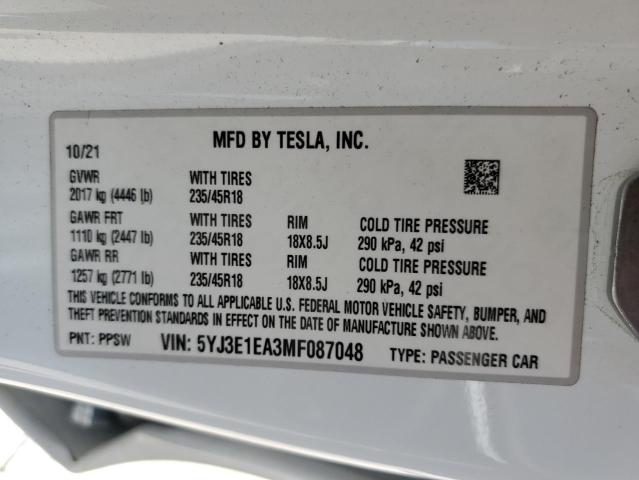 MFD BY TESLA, INC.
10/21
GVWR WITH TIRES
2017 kg (4446 lb) 235/45R18
GAWR FRT WITH TIRES RIM COLD TIRE PRESSURE
1110 kg (2447 lb) 235/45R18 18X8.5J 290 kPa, 42 psi
GAWR RR WITH TIRES RIM COLD TIRE PRESSURE
1257 kg (2771 lb) 235/45R18 18X8.5J 290 kPa, 42 psi
THIS VEHICLE CONFORMS TO ALL APPLICABLE U.S. FEDERAL MOTOR VEHICLE SAFETY, BUMPER, AND
THEFT PREVENTION STANDARDS IN EFFECT ON THE DATE OF MANUFACTURE SHOWN ABOVE.
PNT: PPSW VIN: 5YJ3E1EA3MF087048 TYPE: PASSENGER CAR